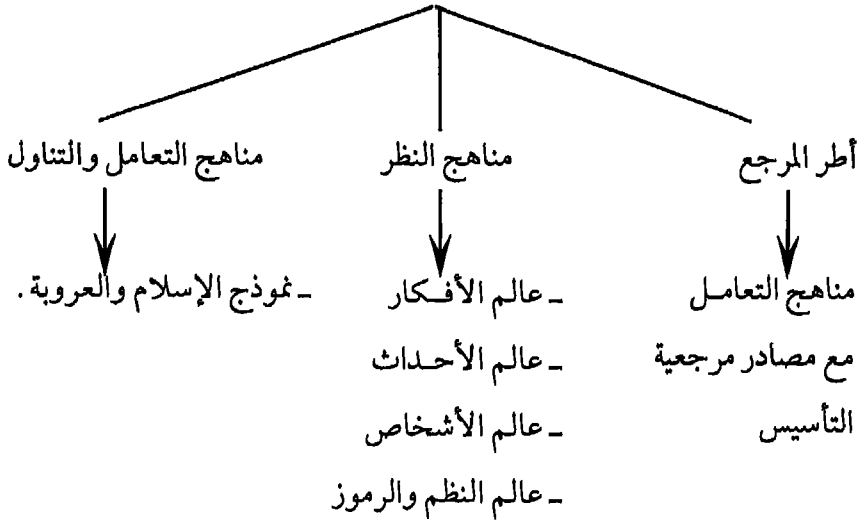 أطر المرجع
مناهج النظر
مناهج التعامل والتناول
مناهج التعامل
مع مصادر مرجعية
التأسيس
ـ عالم الأفكار
ـ عالم الأحداث
ـ عالم الأشخاص
ـ عالم النظم والرموز
ـ نموذج الإسلام والعروبة .